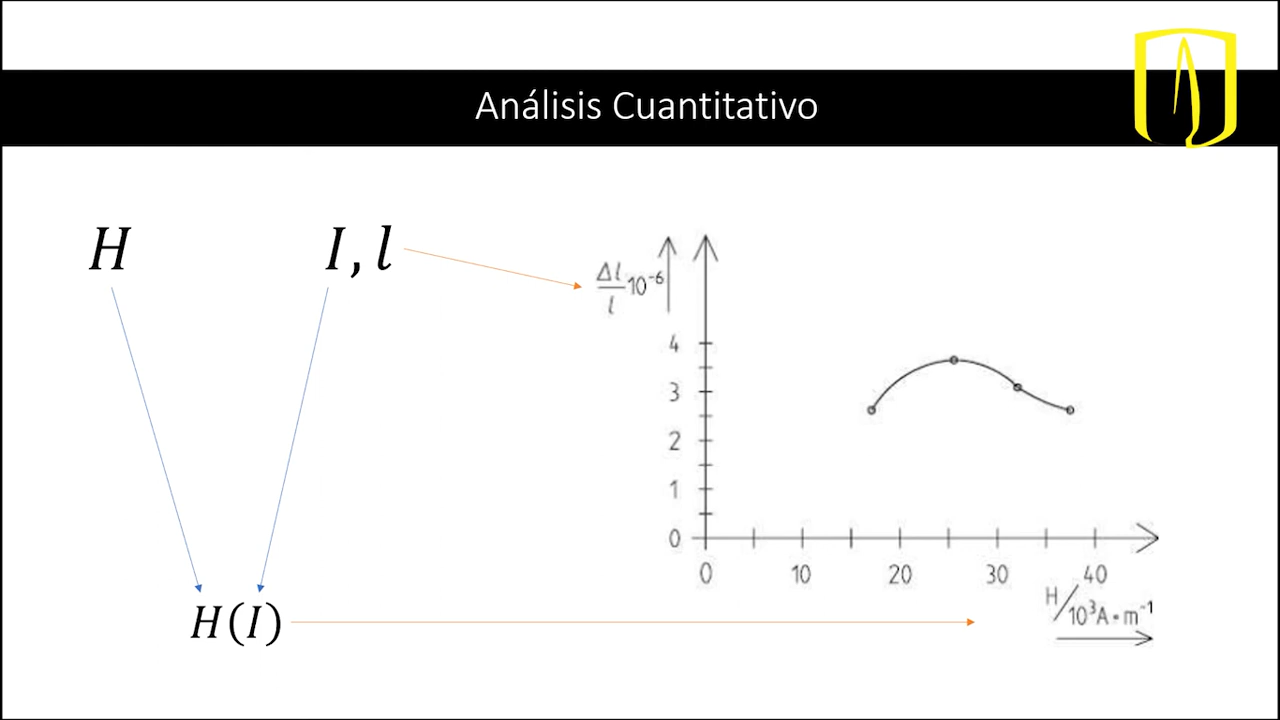 Análisis Cuantitativo
H
I, l
Δl/l 10⁻⁶
4
3
2
1
0
0 10 20 30 40
H/10³A·m⁻¹
H(I)